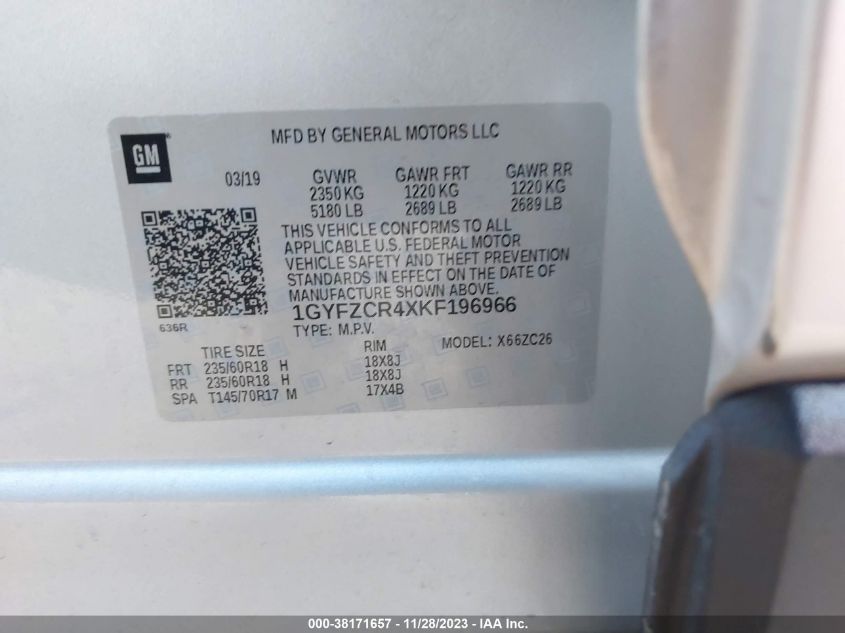 GM
MFD BY GENERAL MOTORS LLC
03/19
GVWR GAWR FRT GAWR RR
2350 KG 1220 KG 1220 KG
5180 LB 2689 LB 2689 LB
THIS VEHICLE CONFORMS TO ALL
APPLICABLE U.S. FEDERAL MOTOR
VEHICLE SAFETY AND THEFT PREVENTION
STANDARDS IN EFFECT ON THE DATE OF
MANUFACTURE SHOWN ABOVE.
1GYFZCR4XKF196966
636R
TYPE: M.P.V.
TIRE SIZE RIM MODEL: X66ZC26
FRT 235/60R18 H 18X8J
RR 235/60R18 H 18X8J
SPA T145/70R17 M 17X4B
000-38171657 - 11/28/2023 - IAA Inc.